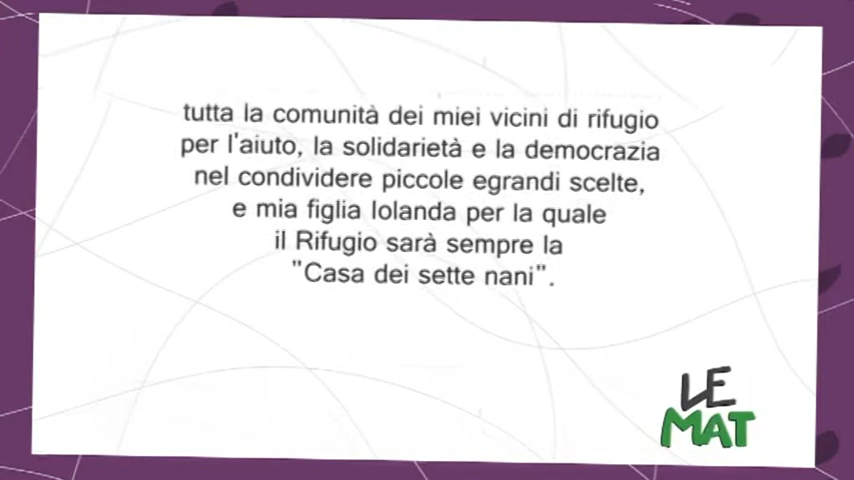 tutta la comunità dei miei vicini di rifugio
per l'aiuto, la solidarietà e la democrazia
nel condividere piccole egrandi scelte,
e mia figlia Iolanda per la quale
il Rifugio sarà sempre la
"Casa dei sette nani".
LE
MAT